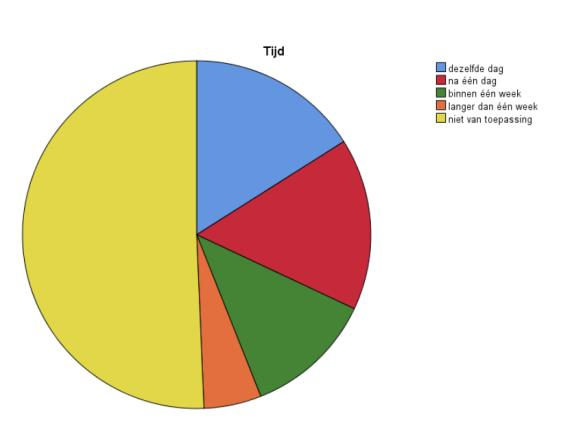 Tijd
dezelfde dag
na één dag
binnen één week
langer dan één week
niet van toepassing